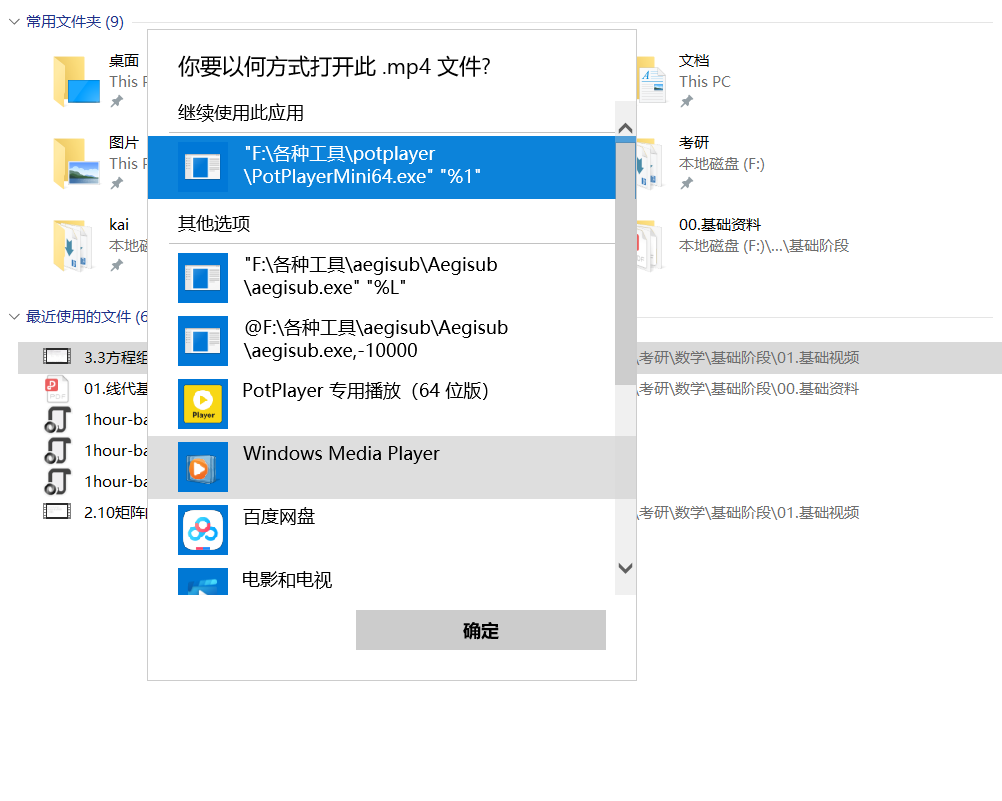 常用文件夹 (9)
桌面
This P
图片
This P
kai
本地磁
文档
This PC
考研
本地磁盘 (F:)
00.基础资料
本地磁盘 (F:)\...\基础阶段
最近使用的文件 (6
3.3方程组
\考研\数学\基础阶段\01.基础视频
01.线代基
\考研\数学\基础阶段\00.基础资料
1hour-ba
1hour-ba
1hour-ba
2.10矩阵
\考研\数学\基础阶段\01.基础视频
你要以何方式打开此 .mp4 文件?
继续使用此应用
"F:\各种工具\potplayer
\PotPlayerMini64.exe" "%1"
其他选项
"F:\各种工具\aegisub\Aegisub
\aegisub.exe" "%L"
@F:\各种工具\aegisub\Aegisub
\aegisub.exe,-10000
Player
PotPlayer 专用播放（64 位版）
Windows Media Player
百度网盘
电影和电视
确定